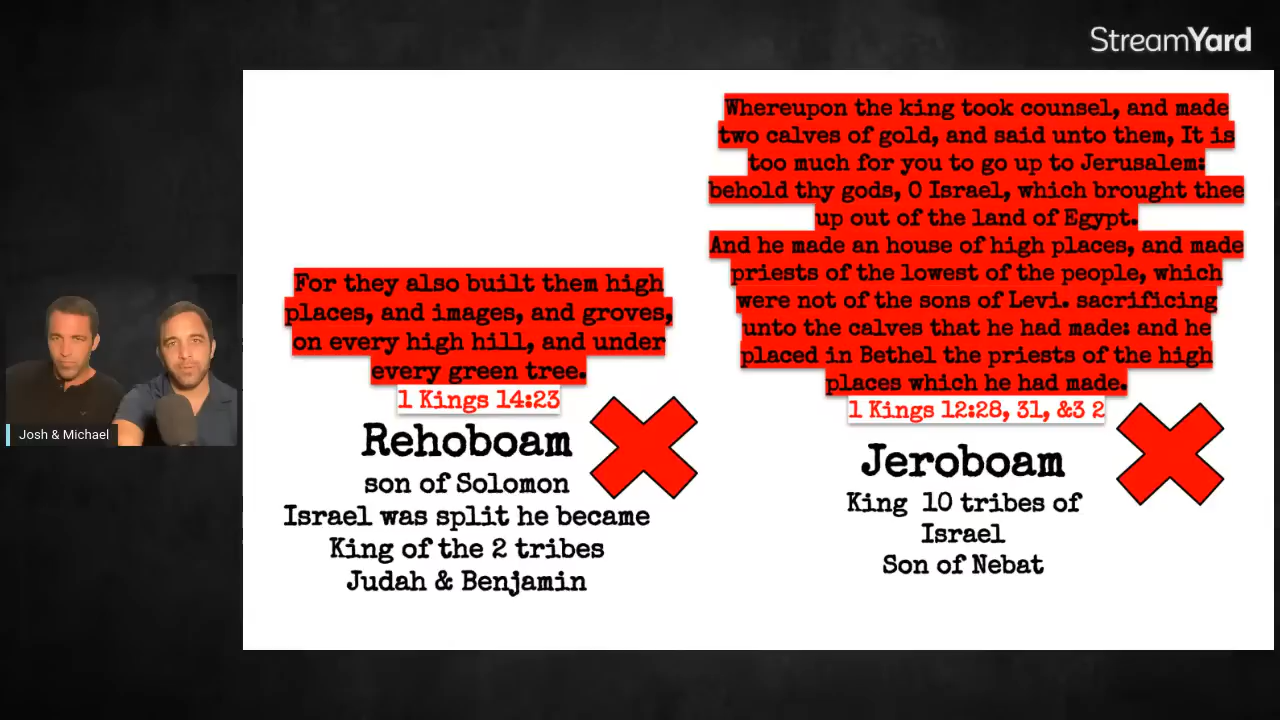 StreamYard
Josh & Michael
For they also built them high
places, and images, and groves,
on every high hill, and under
every green tree.
1 Kings 14:23
Rehoboam
son of Solomon
Israel was split he became
King of the 2 tribes
Judah & Benjamin
Whereupon the king took counsel, and made
two calves of gold, and said unto them, It is
too much for you to go up to Jerusalem:
behold thy gods, O Israel, which brought thee
up out of the land of Egypt.
And he made an house of high places, and made
priests of the lowest of the people, which
were not of the sons of Levi. sacrificing
unto the calves that he had made: and he
placed in Bethel the priests of the high
places which he had made.
1 Kings 12:28, 31, &3 2
Jeroboam
King 10 tribes of
Israel
Son of Nebat